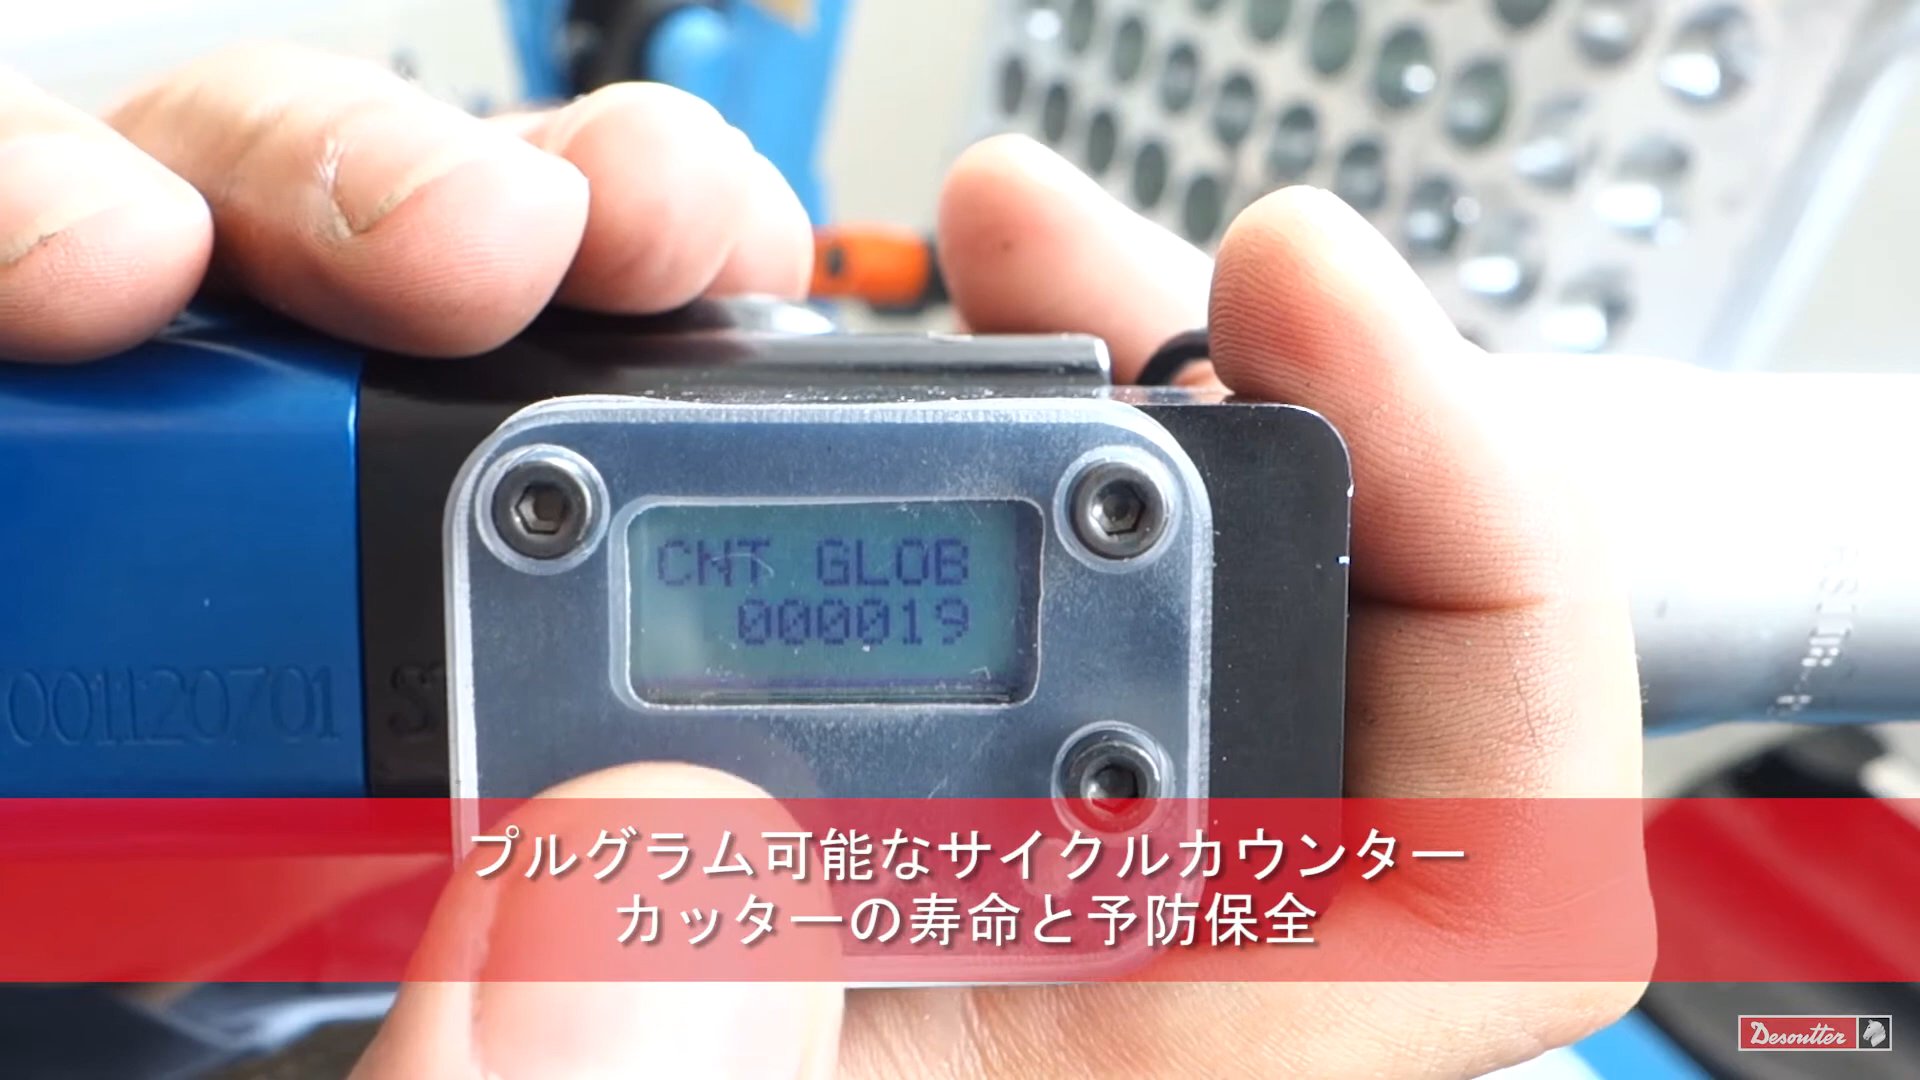 CNT GLOB
000019
001120701
プルグラム可能なサイクルカウンター
カッターの寿命と予防保全
Desoutter